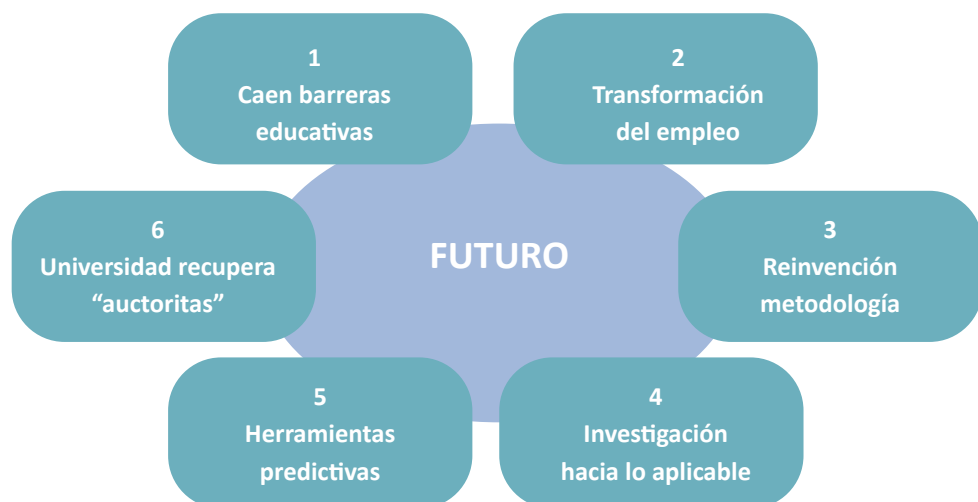 1
Caen barreras
educativas
2
Transformación
del empleo
FUTURO
6
Universidad recupera
“auctoritas”
3
Reinvención
metodología
5
Herramientas
predictivas
4
Investigación
hacia lo aplicable